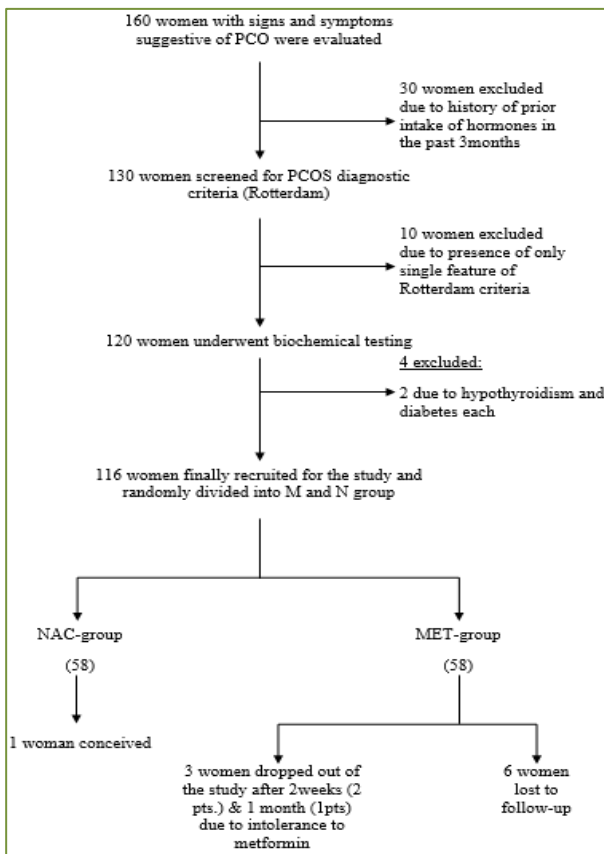 160 women with signs and symptoms
suggestive of PCO were evaluated
30 women excluded
due to history of prior
intake of hormones in
the past 3months
130 women screened for PCOS diagnostic
criteria (Rotterdam)
10 women excluded
due to presence of only
single feature of
Rotterdam criteria
120 women underwent biochemical testing
4 excluded:
2 due to hypothyroidism and
diabetes each
116 women finally recruited for the study and
randomly divided into M and N group
NAC-group
(58)
MET-group
(58)
1 woman conceived
3 women dropped out of
the study after 2weeks (2
pts.) & 1 month (1pts)
due to intolerance to
metformin
6 women
lost to
follow-up